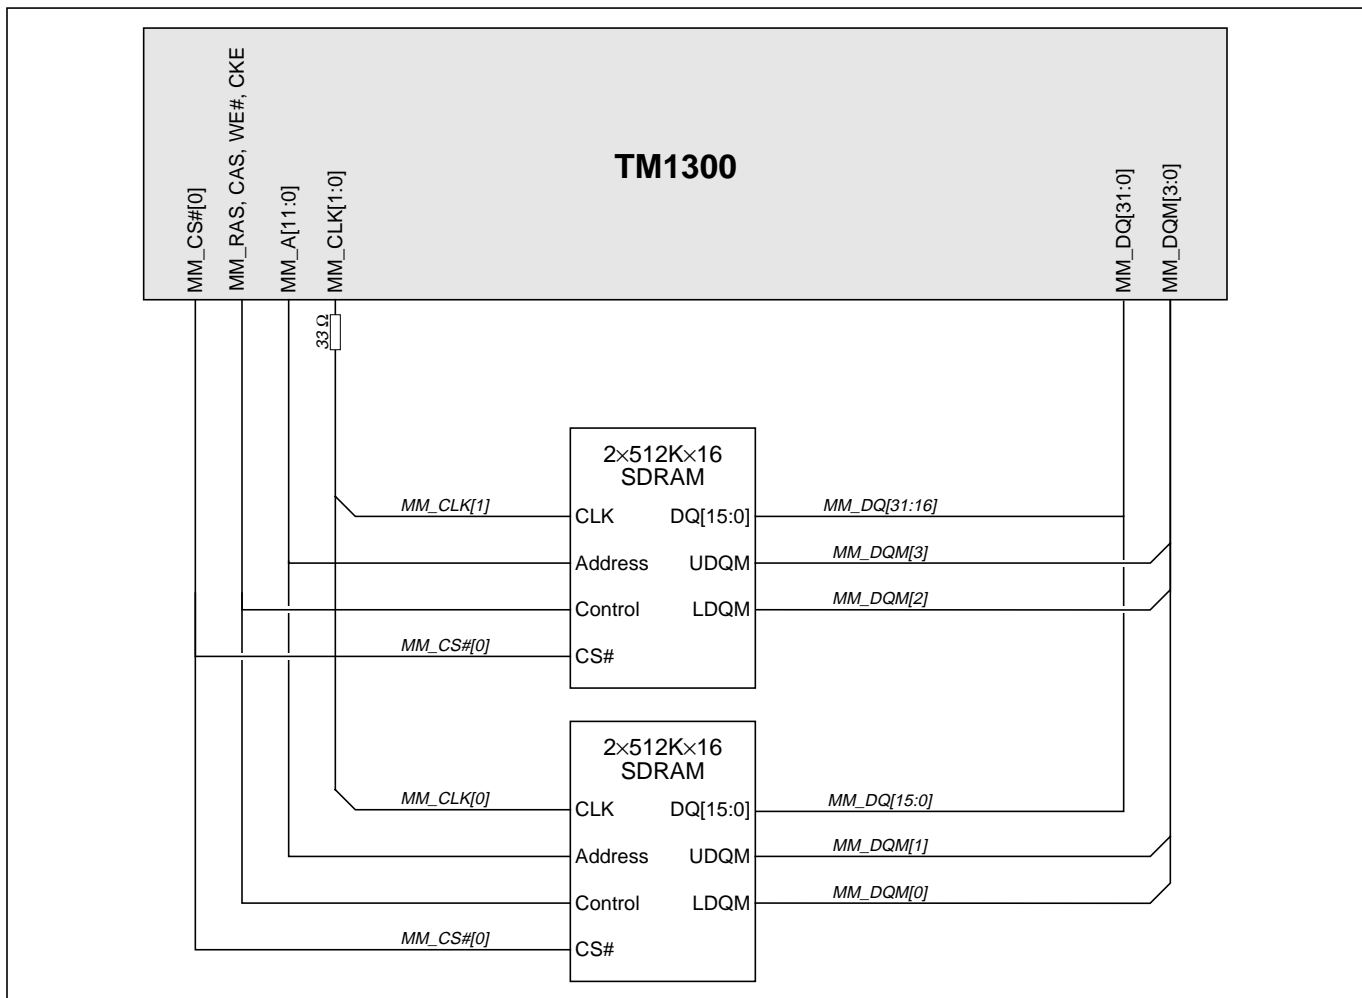 TM1300
MM_CS#[0]
MM_RAS, CAS, WE#, CKE
MM_A[11:0]
MM_CLK[1:0]
MM_DQ[31:0]
MM_DQM[3:0]
33 Ω
2×512K×16
SDRAM
MM_CLK[1]
CLK
DQ[15:0]
MM_DQ[31:16]
Address
UDQM
MM_DQM[3]
Control
LDQM
MM_DQM[2]
MM_CS#[0]
CS#
2×512K×16
SDRAM
MM_CLK[0]
CLK
DQ[15:0]
MM_DQ[15:0]
Address
UDQM
MM_DQM[1]
Control
LDQM
MM_DQM[0]
MM_CS#[0]
CS#